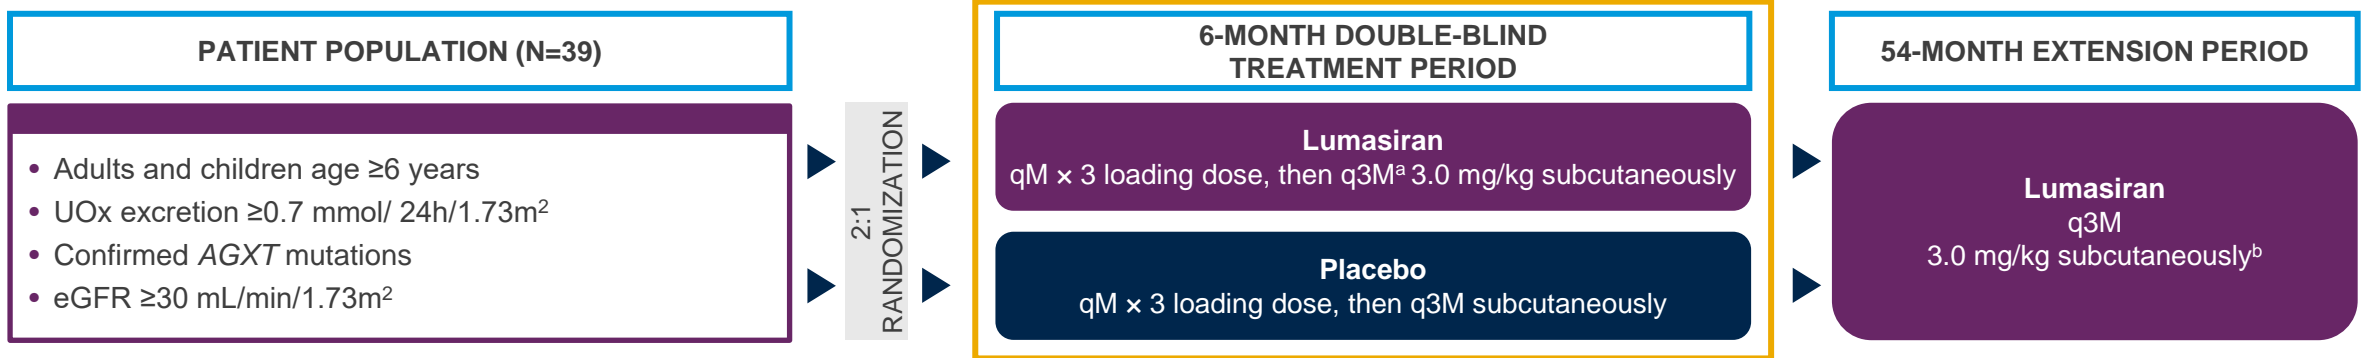 PATIENT POPULATION (N=39)
• Adults and children age ≥6 years
• UOx excretion ≥0.7 mmol/ 24h/1.73m²
• Confirmed AGXT mutations
• eGFR ≥30 mL/min/1.73m²
2:1
RANDOMIZATION
6-MONTH DOUBLE-BLIND
TREATMENT PERIOD
Lumasiran
qM × 3 loading dose, then q3Mᵃ 3.0 mg/kg subcutaneously
Placebo
qM × 3 loading dose, then q3M subcutaneously
54-MONTH EXTENSION PERIOD
Lumasiran
q3M
3.0 mg/kg subcutaneouslyᵇ